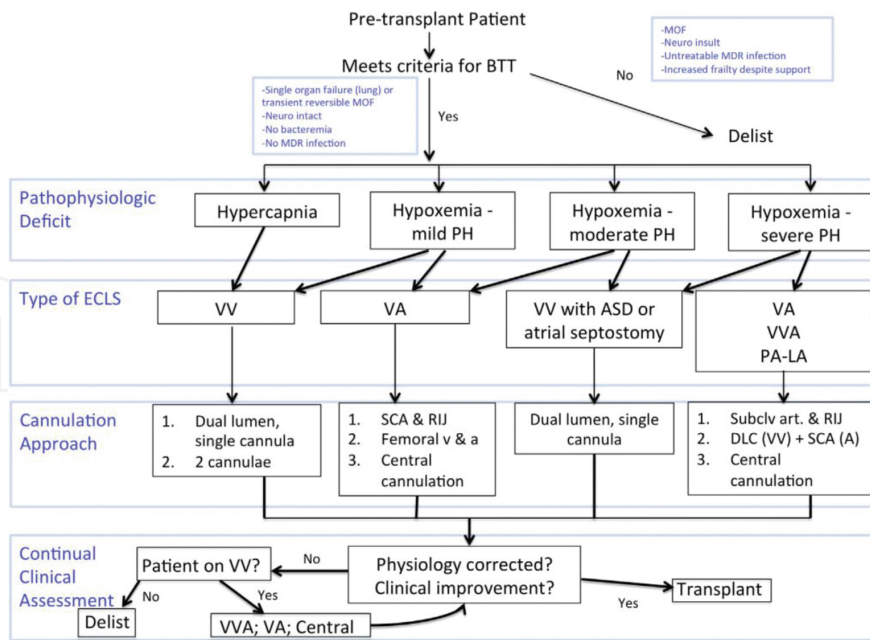 Pre-transplant Patient
Meets criteria for BTT
-MOF
-Neuro insult
-Untreatable MDR infection
-Increased frailty despite support
No
-Single organ failure (lung) or
transient reversible MOF
-Neuro intact
-No bacteremia
-No MDR infection
Yes
Delist
Pathophysiologic
Deficit
Hypercapnia
Hypoxemia -
mild PH
Hypoxemia -
moderate PH
Hypoxemia -
severe PH
Type of ECLS
VV
VA
VV with ASD or
atrial septostomy
VA
VVA
PA-LA
Cannulation
Approach
1. Dual lumen,
single cannula
2. 2 cannulae
1. SCA & RIJ
2. Femoral v & a
3. Central
cannulation
Dual lumen, single
cannula
1. Subclv art. & RIJ
2. DLC (VV) + SCA (A)
3. Central
cannulation
Continual
Clinical
Assessment
Patient on VV?
No
Physiology corrected?
Clinical improvement?
Yes
Transplant
No
Yes
Delist
VVA; VA; Central